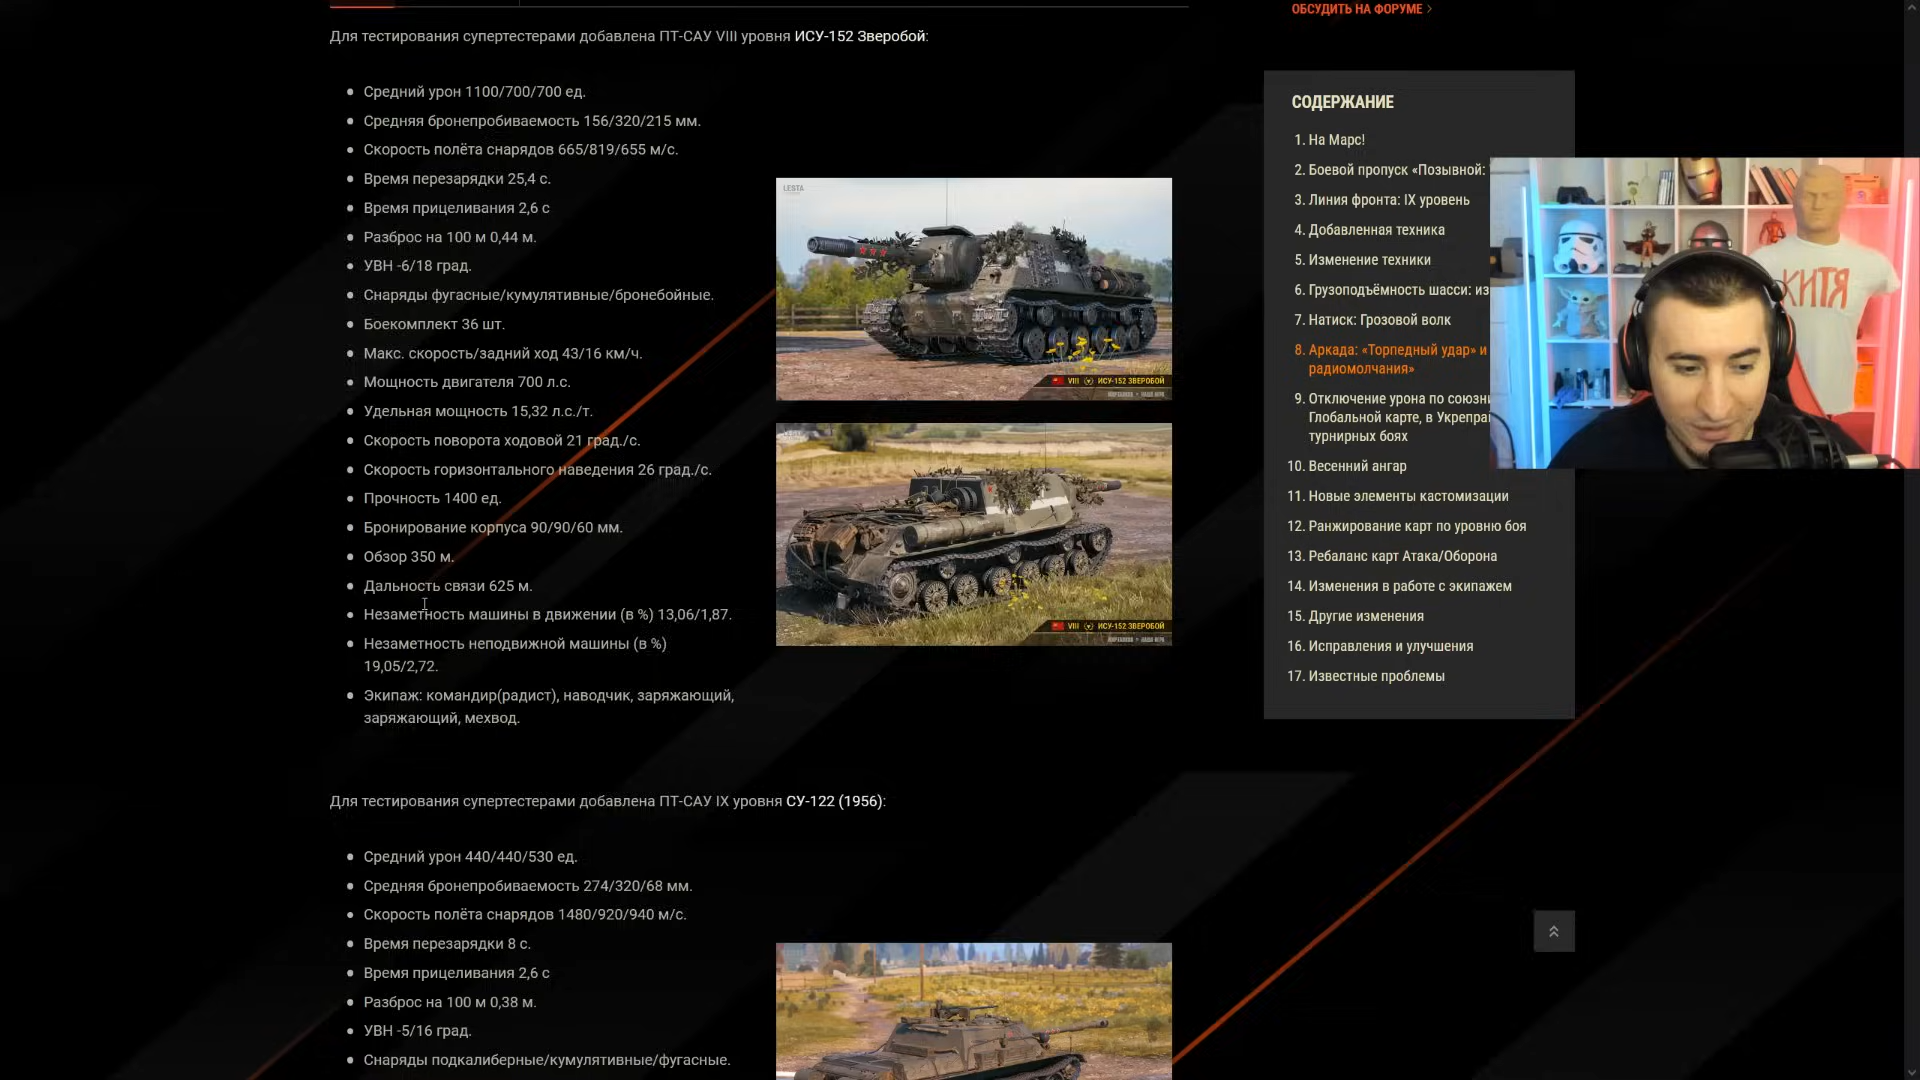 ОБСУДИТЬ НА ФОРУМЕ
Для тестирования супертестерами добавлена ПТ-САУ VIII уровня ИСУ-152 Зверобой:
Средний урон 1100/700/700 ед.
Средняя бронепробиваемость 156/320/215 мм.
Скорость полёта снарядов 665/819/655 м/с.
Время перезарядки 25,4 с.
Время прицеливания 2,6 с
Разброс на 100 м 0,44 м.
УВН -6/18 град.
Снаряды фугасные/кумулятивные/бронебойные.
Боекомплект 36 шт.
Макс. скорость/задний ход 43/16 км/ч.
Мощность двигателя 700 л.с.
Удельная мощность 15,32 л.с./т.
Скорость поворота ходовой 21 град./с.
Скорость горизонтального наведения 26 град./с.
Прочность 1400 ед.
Бронирование корпуса 90/90/60 мм.
Обзор 350 м.
Дальность связи 625 м.
Незаметность машины в движении (в %) 13,06/1,87.
Незаметность неподвижной машины (в %)
19,05/2,72.
Экипаж: командир(радист), наводчик, заряжающий,
заряжающий, мехвод.
LESTA
VIII ИСУ-152 ЗВЕРОБОЙ
VIII ИСУ-152 ЗВЕРОБОЙ
Для тестирования супертестерами добавлена ПТ-САУ IX уровня СУ-122 (1956):
Средний урон 440/440/530 ед.
Средняя бронепробиваемость 274/320/68 мм.
Скорость полёта снарядов 1480/920/940 м/с.
Время перезарядки 8 с.
Время прицеливания 2,6 с
Разброс на 100 м 0,38 м.
УВН -5/16 град.
Снаряды подкалиберные/кумулятивные/фугасные.
СОДЕРЖАНИЕ
1. На Марс!
2. Боевой пропуск «Позывной:
3. Линия фронта: IX уровень
4. Добавленная техника
5. Изменение техники
6. Грузоподъёмность шасси: из
7. Натиск: Грозовой волк
8. Аркада: «Торпедный удар» и
радиомолчания»
9. Отключение урона по союзни
Глобальной карте, в Укрепра
турнирных боях
10. Весенний ангар
11. Новые элементы кастомизации
12. Ранжирование карт по уровню боя
13. Ребаланс карт Атака/Оборона
14. Изменения в работе с экипажем
15. Другие изменения
16. Исправления и улучшения
17. Известные проблемы
КИТЯ